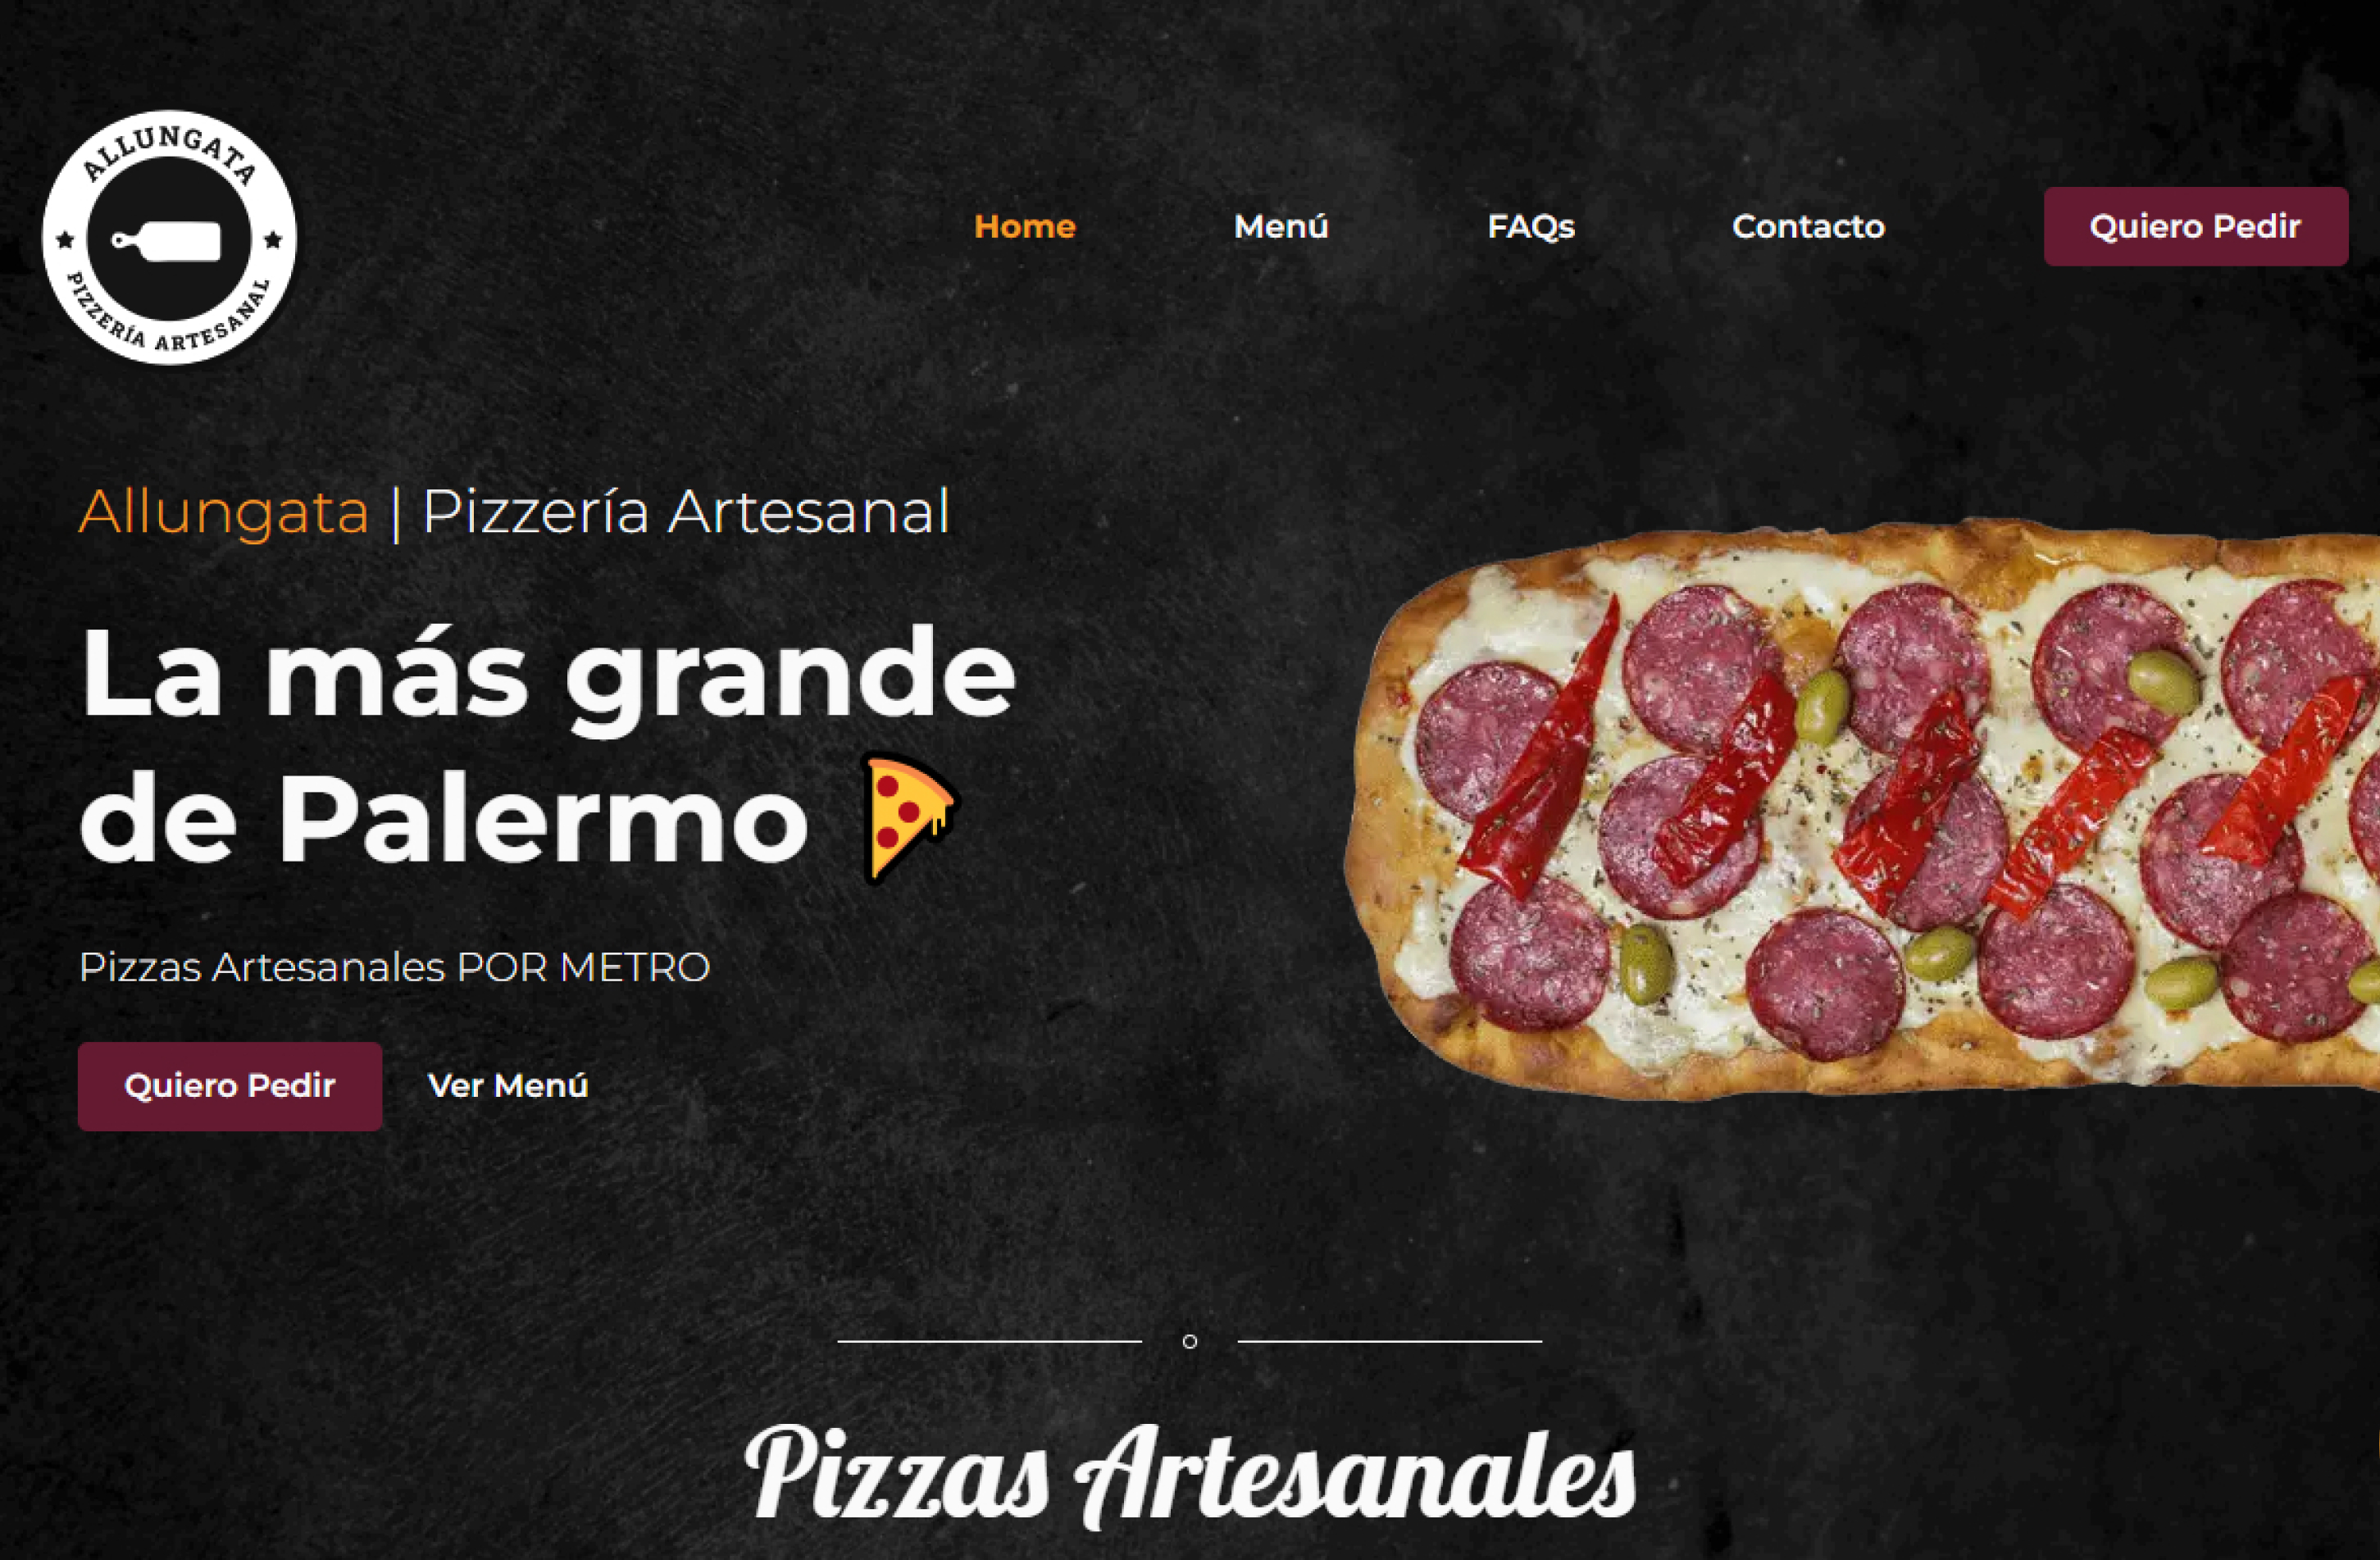 ALLUNGATA
PIZZERÍA ARTESANAL
Home Menú FAQs Contacto Quiero Pedir
Allungata | Pizzería Artesanal
La más grande
de Palermo
Pizzas Artesanales POR METRO
Quiero Pedir Ver Menú
Pizzas Artesanales